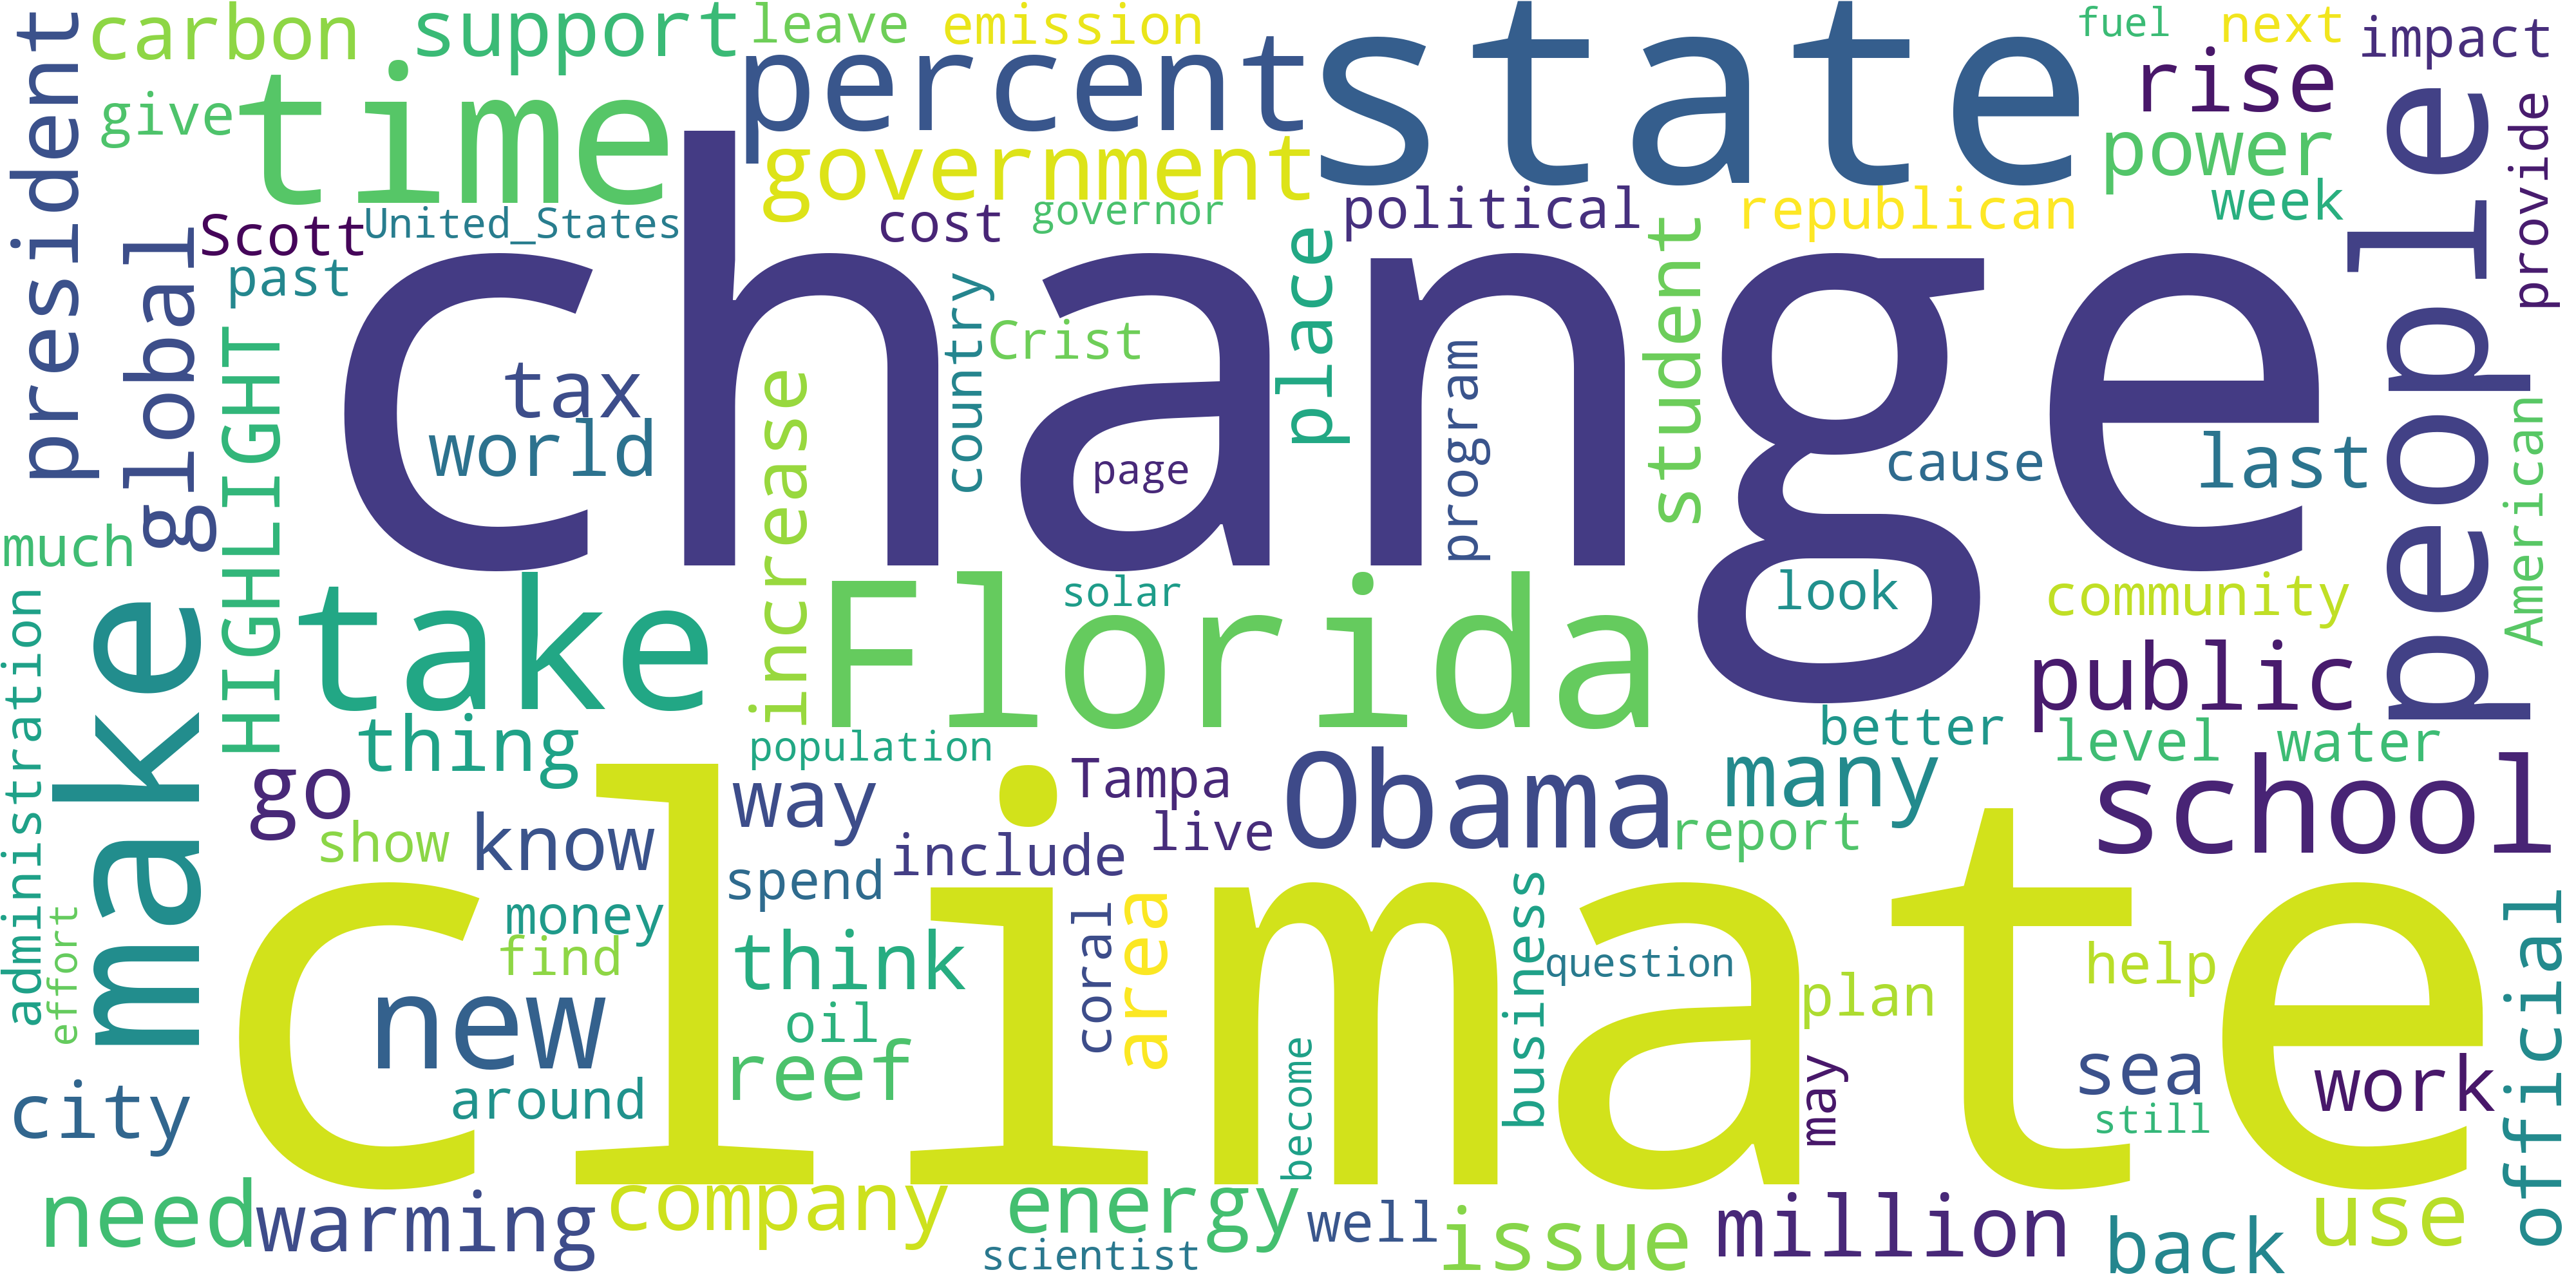 carbon
support
leave
emission
fuel
next
impact
president
give
time
percent
state
rise
power
government
people
provide
Scott
United_States
cost
governor
political
republican
week
global
past
change
country
Crist
place
student
HIGHLIGHT
tax
world
increase
page
program
cause
last
American
much
make
take
Florida
solar
look
community
administration
public
thing
population
better
level
water
go
way
Tampa
Obama
many
school
show
know
include
live
report
climate
spend
money
find
think
coral
area
business
question
help
official
effort
new
oil
plan
reef
around
become
may
sea
work
city
still
need
warming
company
energy
well
issue
million
back
use
scientist